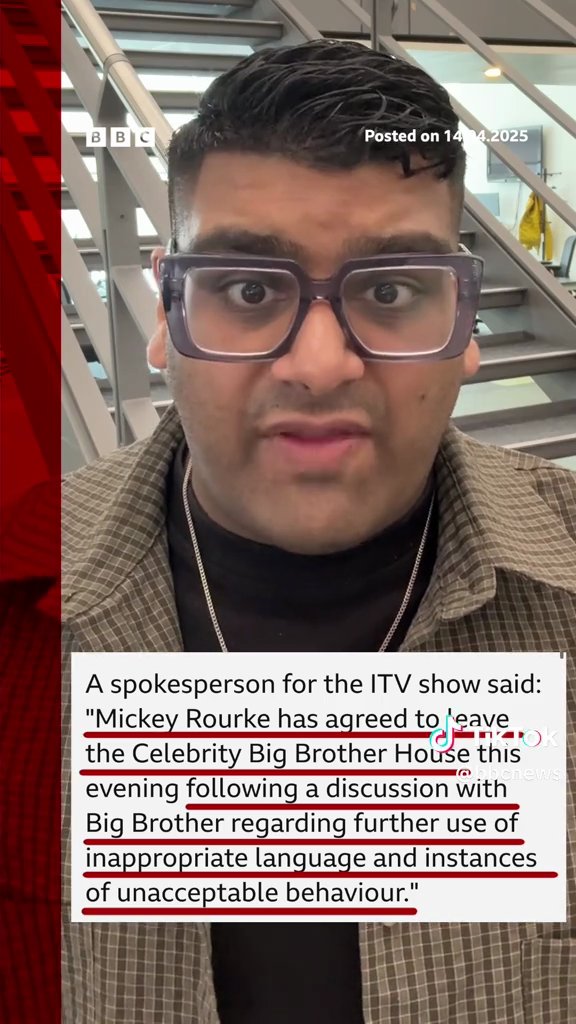 BBC
Posted on 14.04.2025
A spokesperson for the ITV show said:
"Mickey Rourke has agreed to leave
the Celebrity Big Brother House this
evening following a discussion with
Big Brother regarding further use of
inappropriate language and instances
of unacceptable behaviour."
TikTok
@bbcnews